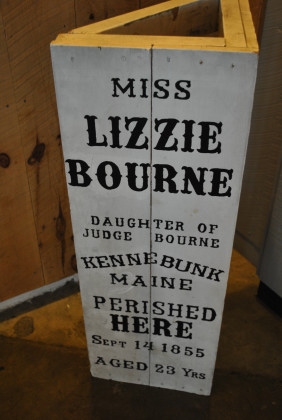 MISS
LIZZIE
BOURNE
DAUGHTER OF
JUDGE BOURNE
KENNEBUNK
MAINE
PERISHED
HERE
SEPT 14 1855
AGED 23 YRS